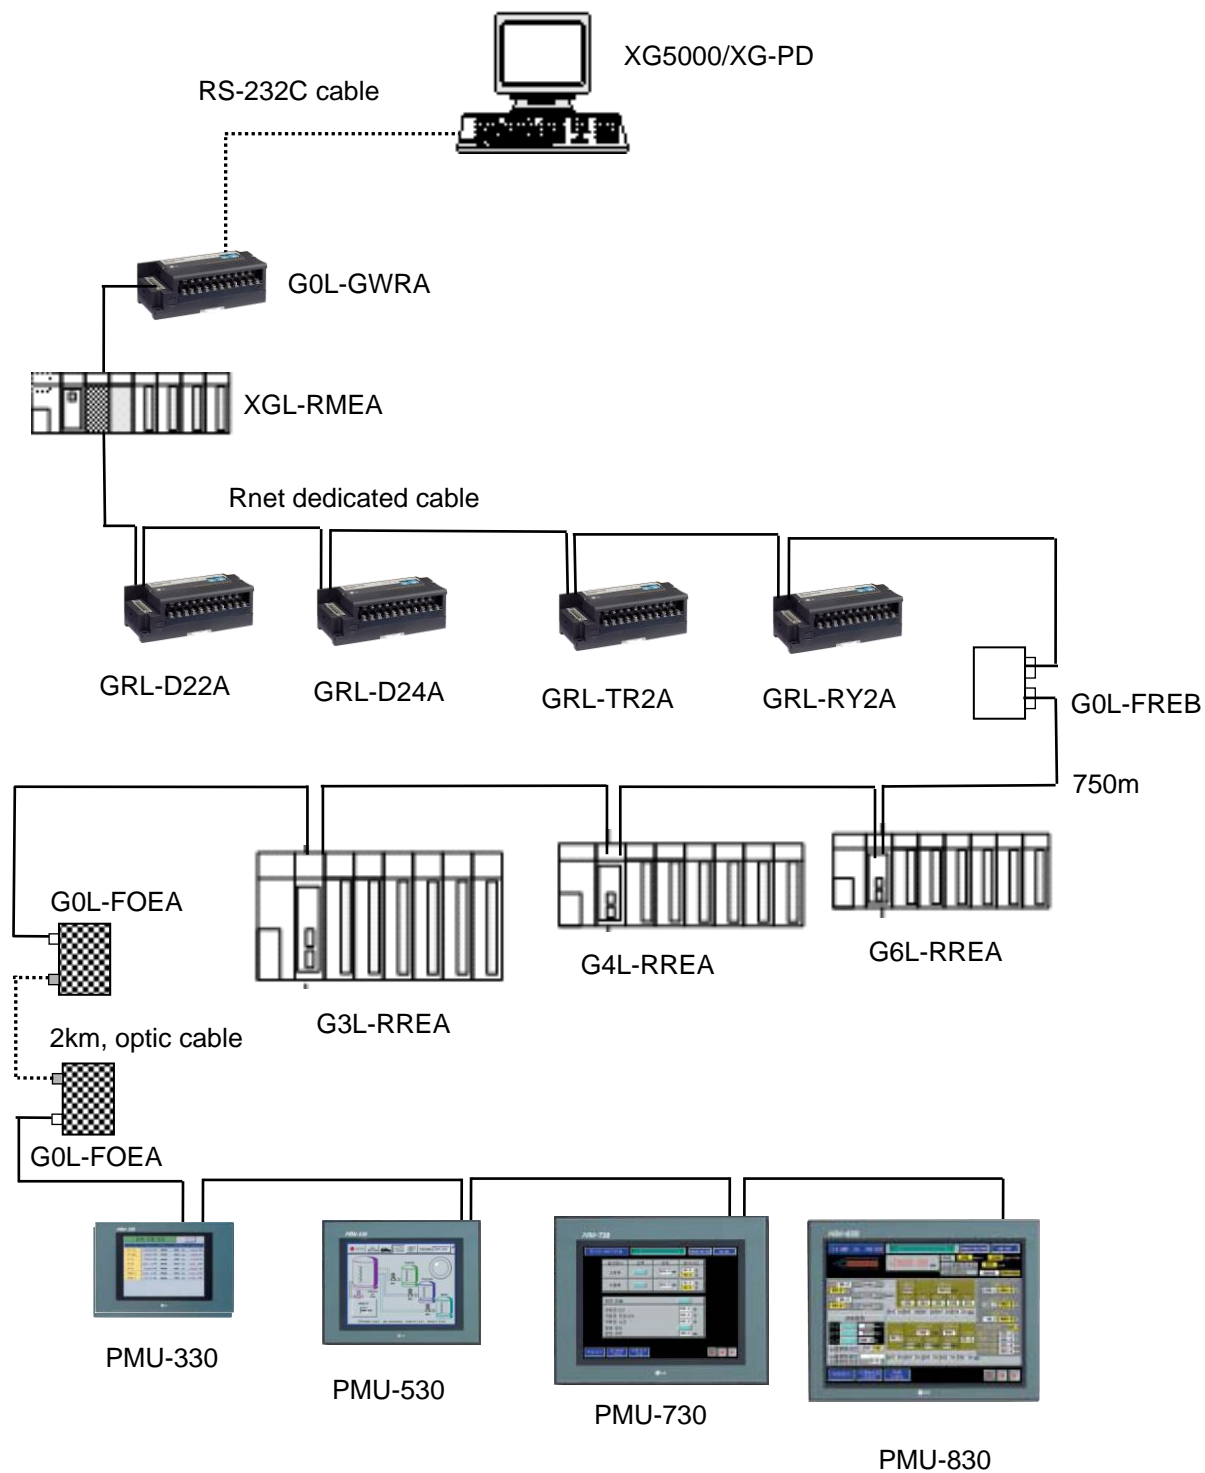 XG5000/XG-PD
RS-232C cable
G0L-GWRA
XGL-RMEA
Rnet dedicated cable
GRL-D22A
GRL-D24A
GRL-TR2A
GRL-RY2A
G0L-FREB
750m
G0L-FOEA
G4L-RREA
G6L-RREA
G3L-RREA
2km, optic cable
G0L-FOEA
PMU-330
PMU-530
PMU-730
PMU-830